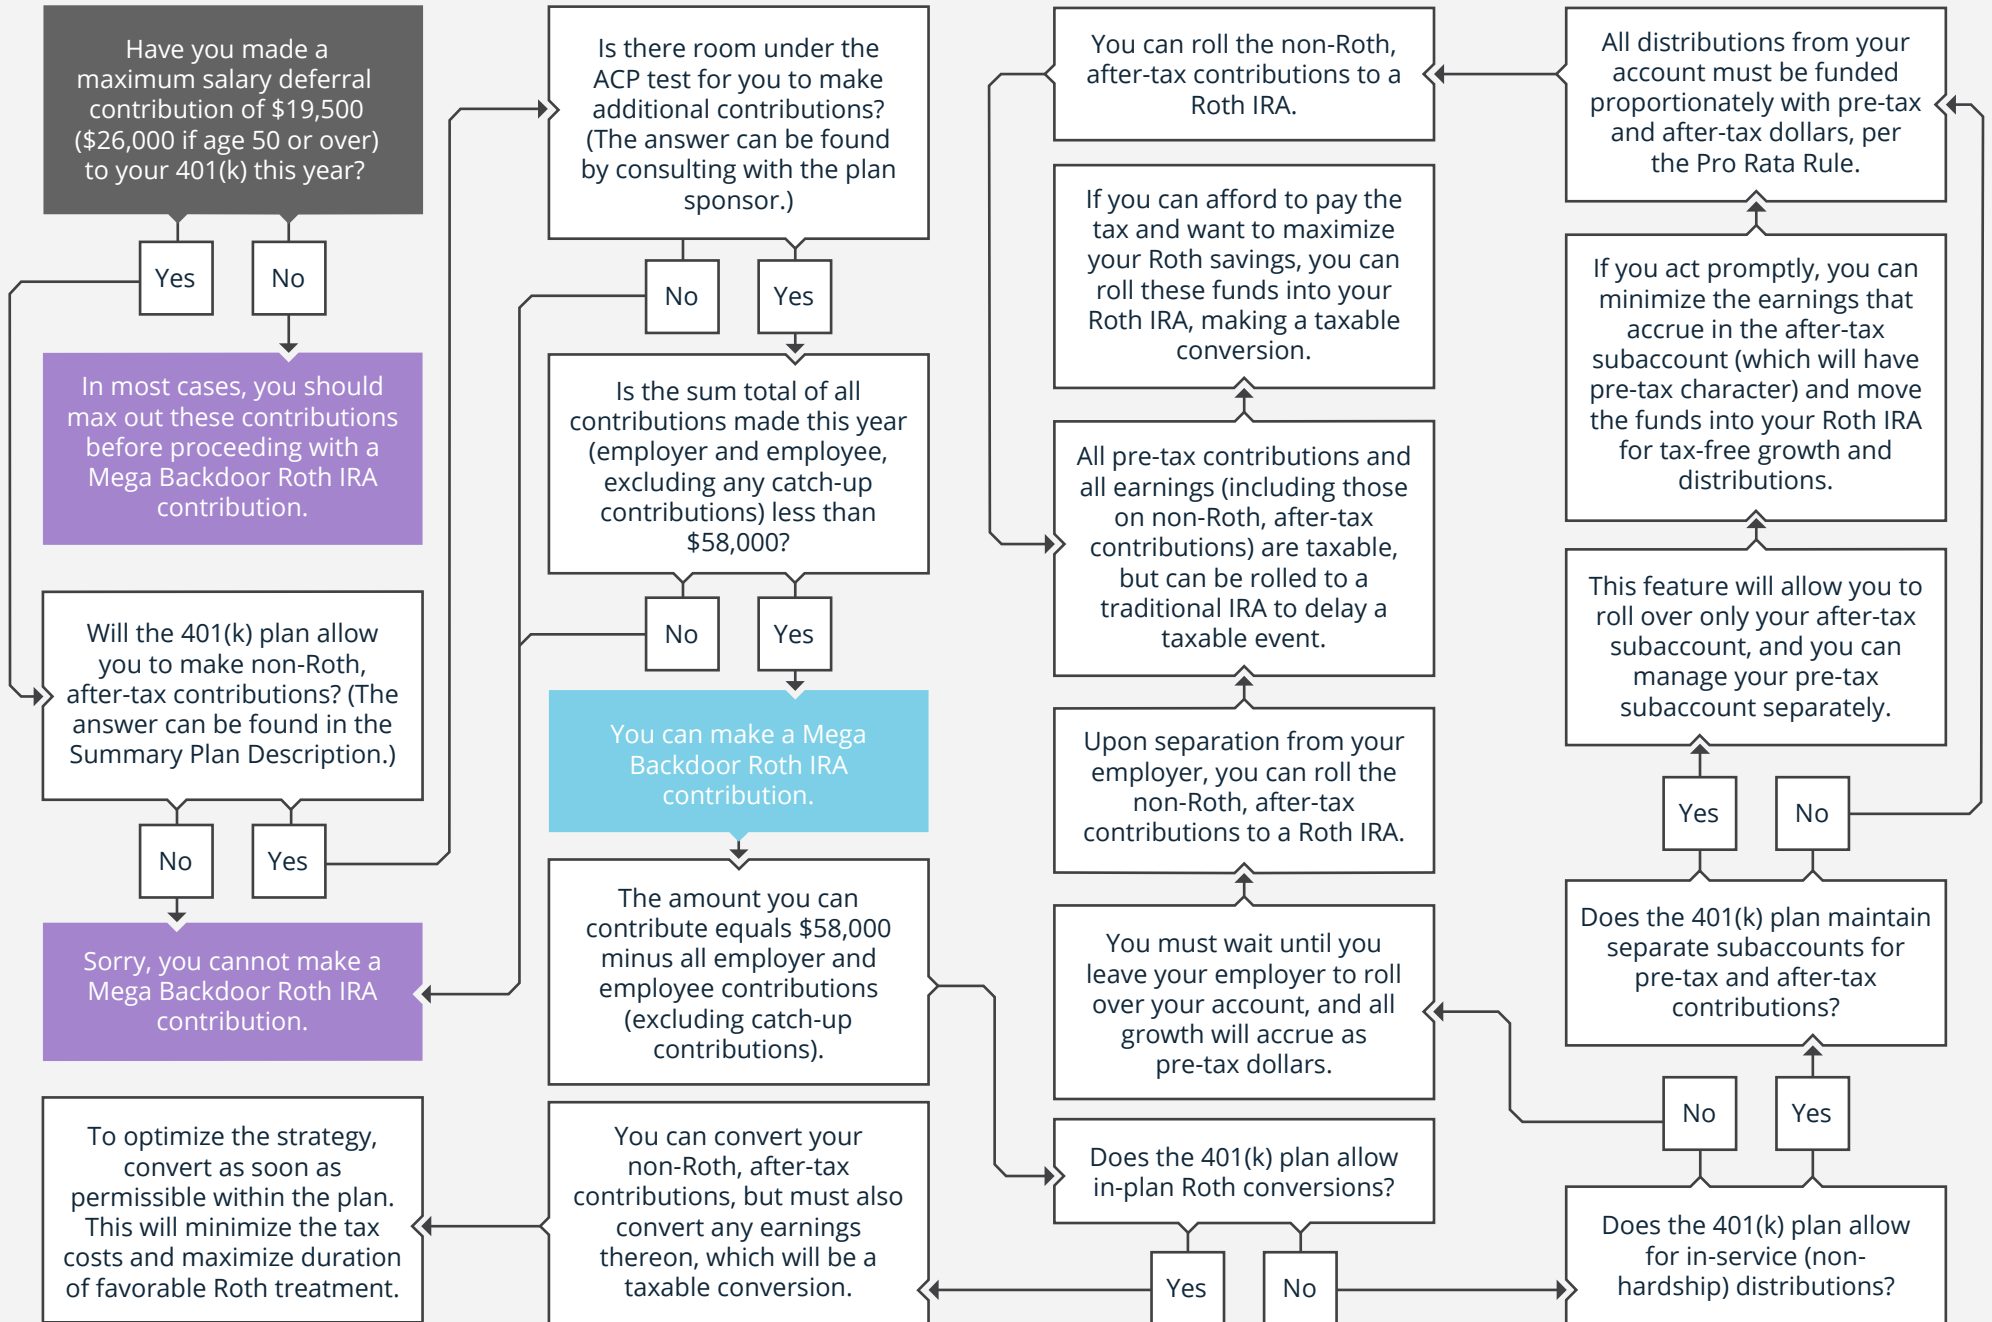 Have you made a
maximum salary deferral
contribution of $19,500
($26,000 if age 50 or over)
to your 401(k) this year?
Yes
No
In most cases, you should
max out these contributions
before proceeding with a
Mega Backdoor Roth IRA
contribution.
Will the 401(k) plan allow
you to make non-Roth,
after-tax contributions? (The
answer can be found in the
Summary Plan Description.)
No
Yes
Sorry, you cannot make a
Mega Backdoor Roth IRA
contribution.
Is there room under the
ACP test for you to make
additional contributions?
(The answer can be found
by consulting with the plan
sponsor.)
No
Yes
Is the sum total of all
contributions made this year
(employer and employee,
excluding any catch-up
contributions) less than
$58,000?
No
Yes
You can make a Mega
Backdoor Roth IRA
contribution.
The amount you can
contribute equals $58,000
minus all employer and
employee contributions
(excluding catch-up
contributions).
Does the 401(k) plan allow
in-plan Roth conversions?
Yes
No
You can convert your
non-Roth, after-tax
contributions, but must also
convert any earnings
thereon, which will be a
taxable conversion.
To optimize the strategy,
convert as soon as
permissible within the plan.
This will minimize the tax
costs and maximize duration
of favorable Roth treatment.
Does the 401(k) plan allow
for in-service (non-
hardship) distributions?
No
Yes
You must wait until you
leave your employer to roll
over your account, and all
growth will accrue as
pre-tax dollars.
Upon separation from your
employer, you can roll the
non-Roth, after-tax
contributions to a Roth IRA.
Does the 401(k) plan maintain
separate subaccounts for
pre-tax and after-tax
contributions?
Yes
No
This feature will allow you to
roll over only your after-tax
subaccount, and you can
manage your pre-tax
subaccount separately.
If you act promptly, you can
minimize the earnings that
accrue in the after-tax
subaccount (which will have
pre-tax character) and move
the funds into your Roth IRA
for tax-free growth and
distributions.
All distributions from your
account must be funded
proportionately with pre-tax
and after-tax dollars, per
the Pro Rata Rule.
You can roll the non-Roth,
after-tax contributions to a
Roth IRA.
All pre-tax contributions and
all earnings (including those
on non-Roth, after-tax
contributions) are taxable,
but can be rolled to a
traditional IRA to delay a
taxable event.
If you can afford to pay the
tax and want to maximize
your Roth savings, you can
roll these funds into your
Roth IRA, making a taxable
conversion.